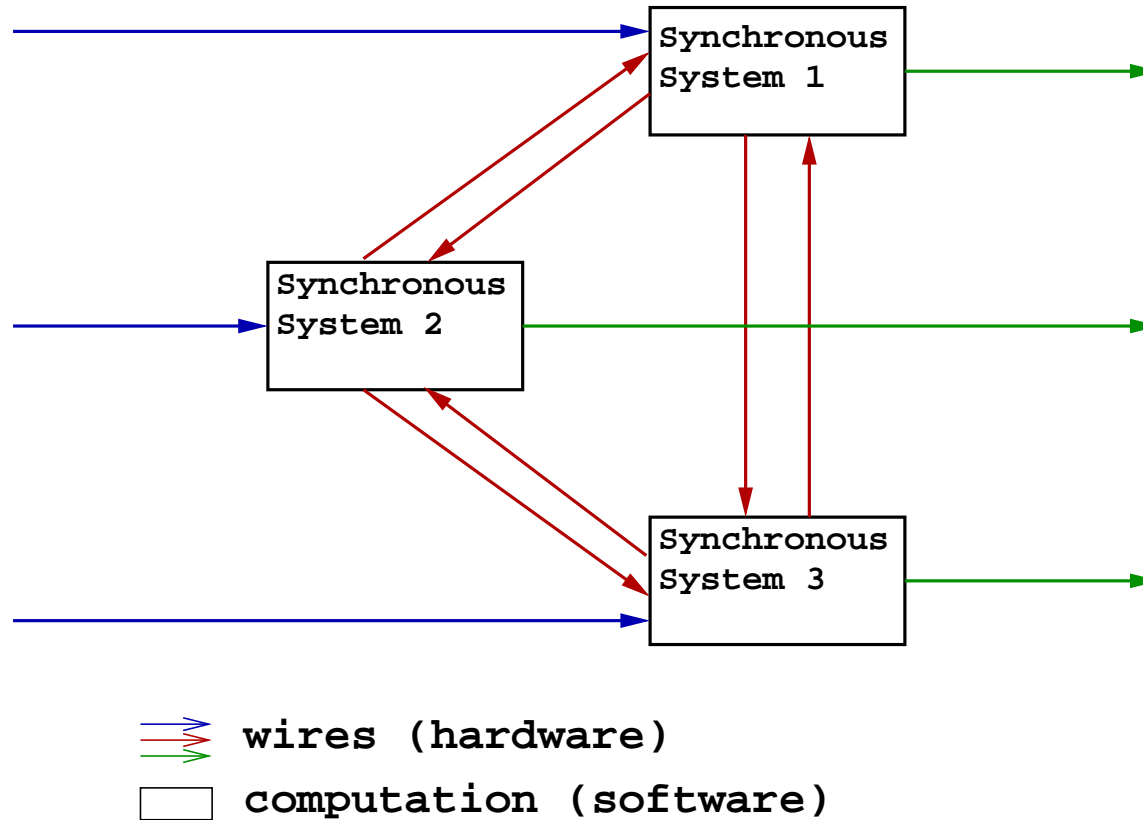 Synchronous
System 1
Synchronous
System 2
Synchronous
System 3
wires (hardware)
computation (software)